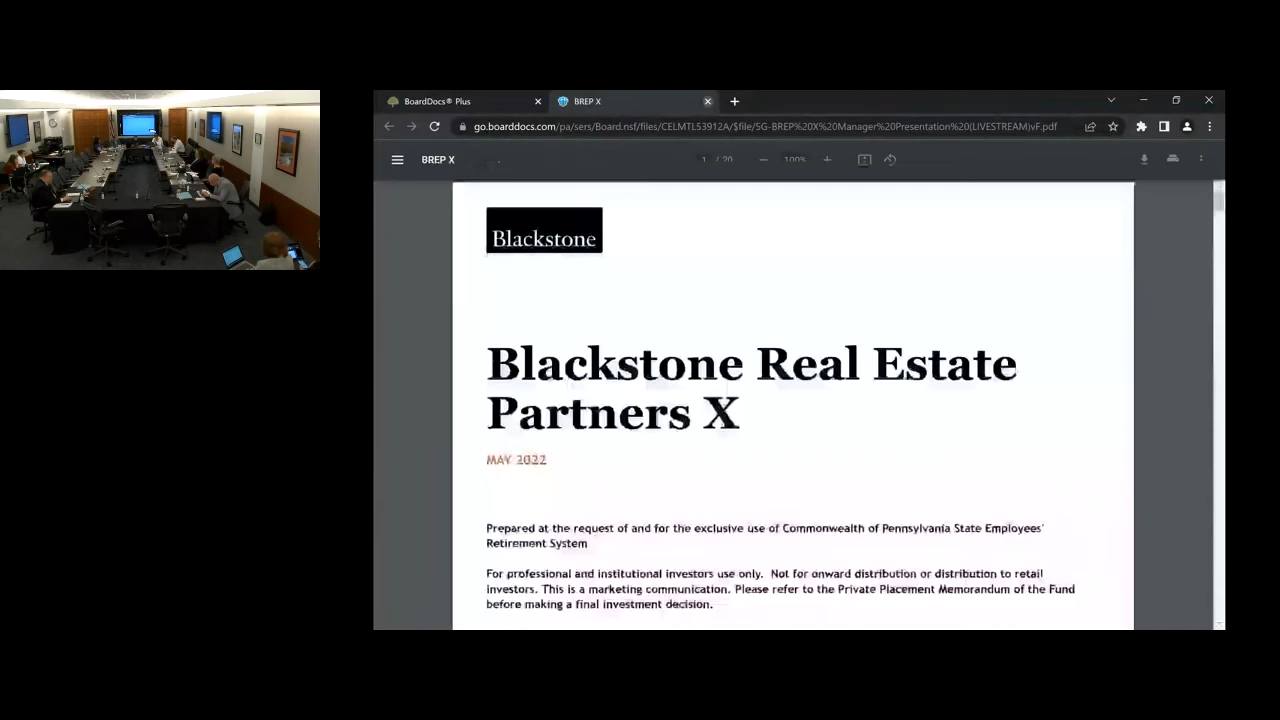 BoardDocs® Plus
BREP X
go.boarddocs.com/pa/sers/Board.nsf/files/CELMTL53912A/$file/5G-BREP%20X%20Manager%20Presentation%20(LIVESTREAM)vF.pdf
BREP X
1 / 20
100%
Blackstone
Blackstone Real Estate
Partners X
MAY 2022
Prepared at the request of and for the exclusive use of Commonwealth of Pennsylvania State Employees'
Retirement System
For professional and institutional investors use only. Not for onward distribution or distribution to retail
investors. This is a marketing communication. Please refer to the Private Placement Memorandum of the Fund
before making a final investment decision.